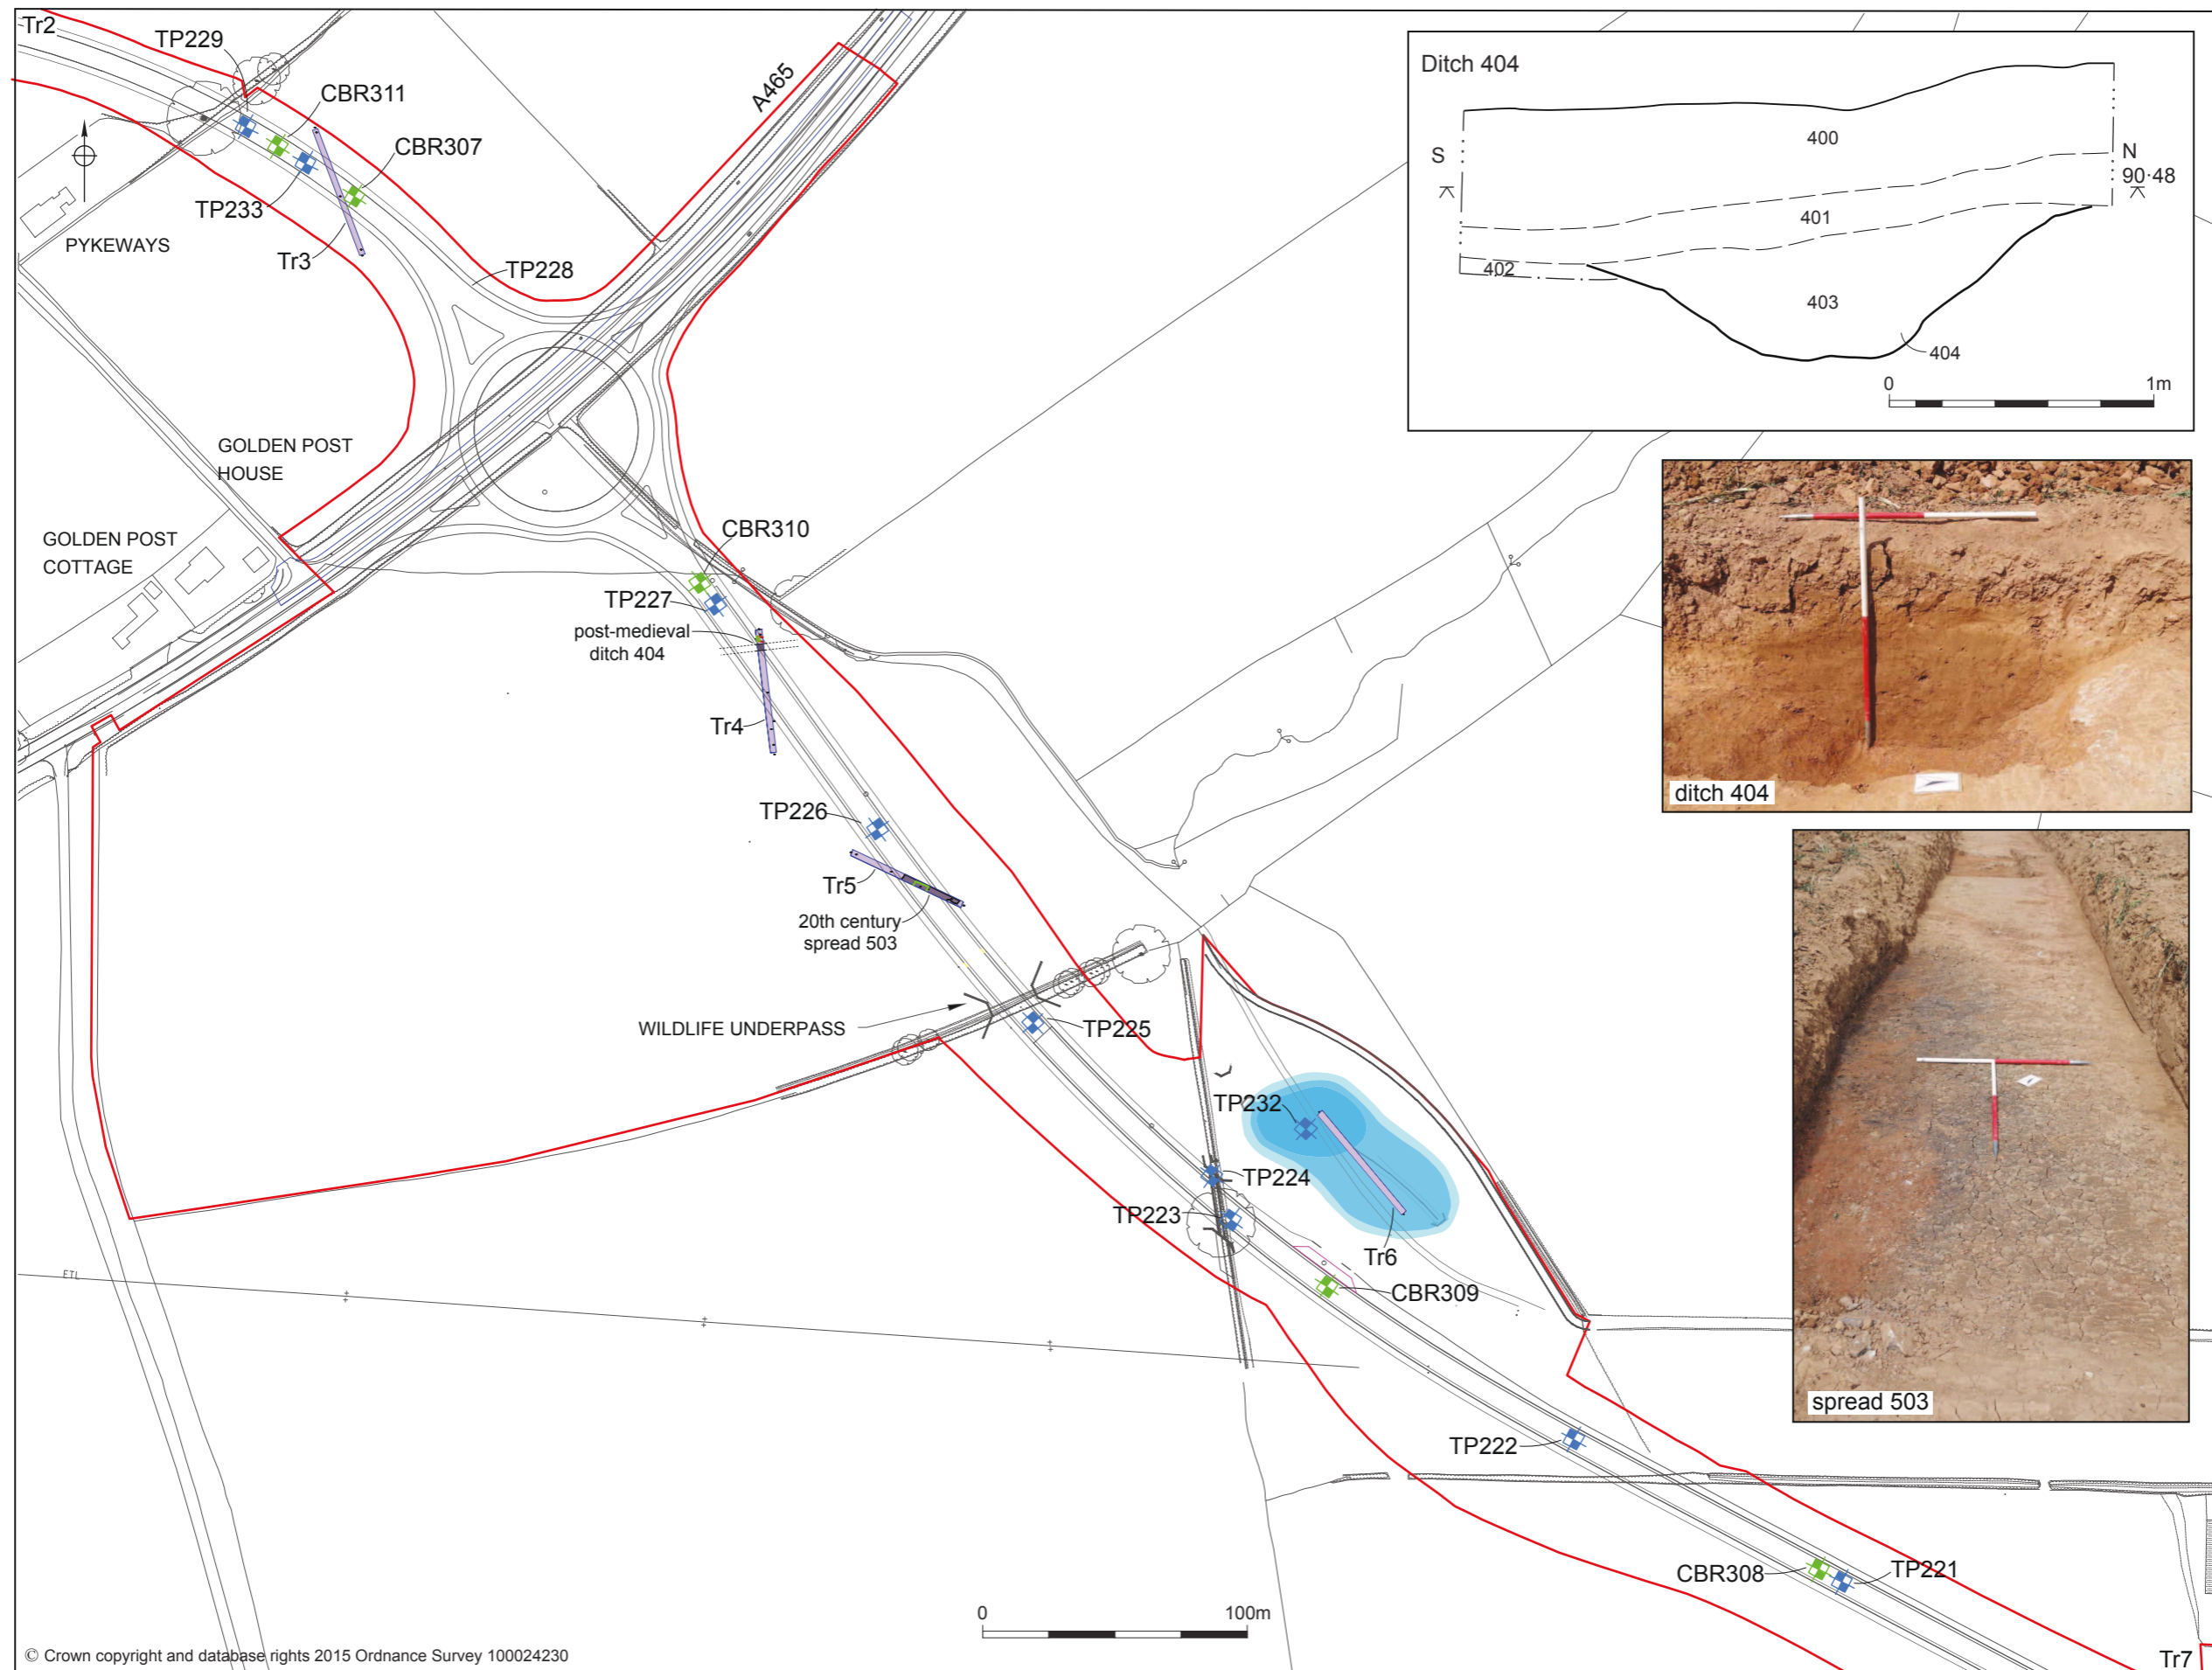 Tr2
TP229
CBR311
CBR307
TP233
Tr3
PYKEWAYS
TP228
A465
GOLDEN POST
HOUSE
GOLDEN POST
COTTAGE
CBR310
TP227
post-medieval
ditch 404
Tr4
TP226
Tr5
20th century
spread 503
WILDLIFE UNDERPASS
TP225
TP232
TP224
TP223
Tr6
CBR309
ETL
TP222
CBR308
TP221
Tr7
0 100m
© Crown copyright and database rights 2015 Ordnance Survey 100024230
Ditch 404
400
S
N
90·48
401
402
403
404
0 1m
ditch 404
spread 503